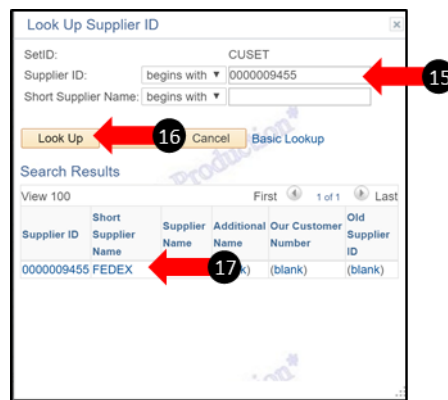 Look Up Supplier ID
SetID: CUSET
Supplier ID: begins with 0000009455
15
Short Supplier Name: begins with
Look Up 16 Cancel Basic Lookup
Production*
Search Results
View 100 First 1 of 1 Last
Supplier ID Short Supplier Name Supplier Name Additional Name Our Customer Number Old Supplier ID
0000009455 FEDEX 17 (blank) (blank)